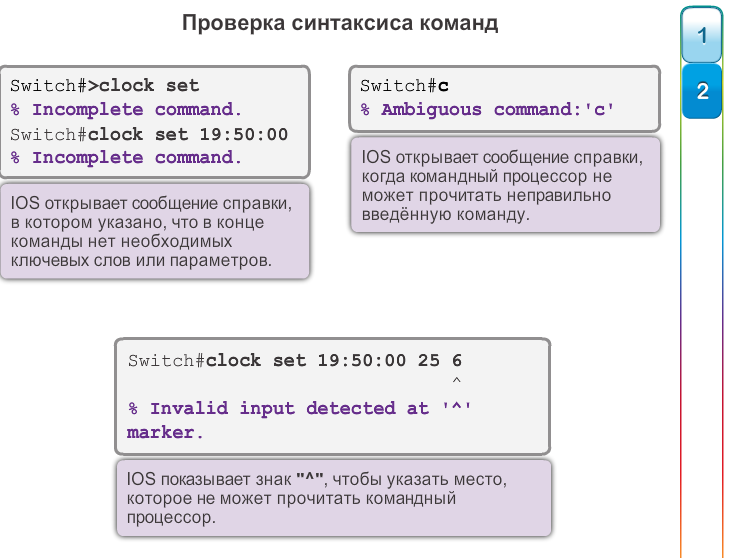 Проверка синтаксиса команд
1
2
Switch#>clock set
% Incomplete command.
Switch#clock set 19:50:00
% Incomplete command.
IOS открывает сообщение справки,
в котором указано, что в конце
команды нет необходимых
ключевых слов или параметров.
Switch#c
% Ambiguous command:'c'
IOS открывает сообщение справки,
когда командный процессор не
может прочитать неправильно
введённую команду.
Switch#clock set 19:50:00 25 6
^
% Invalid input detected at '^'
marker.
IOS показывает знак "^", чтобы указать место,
которое не может прочитать командный
процессор.